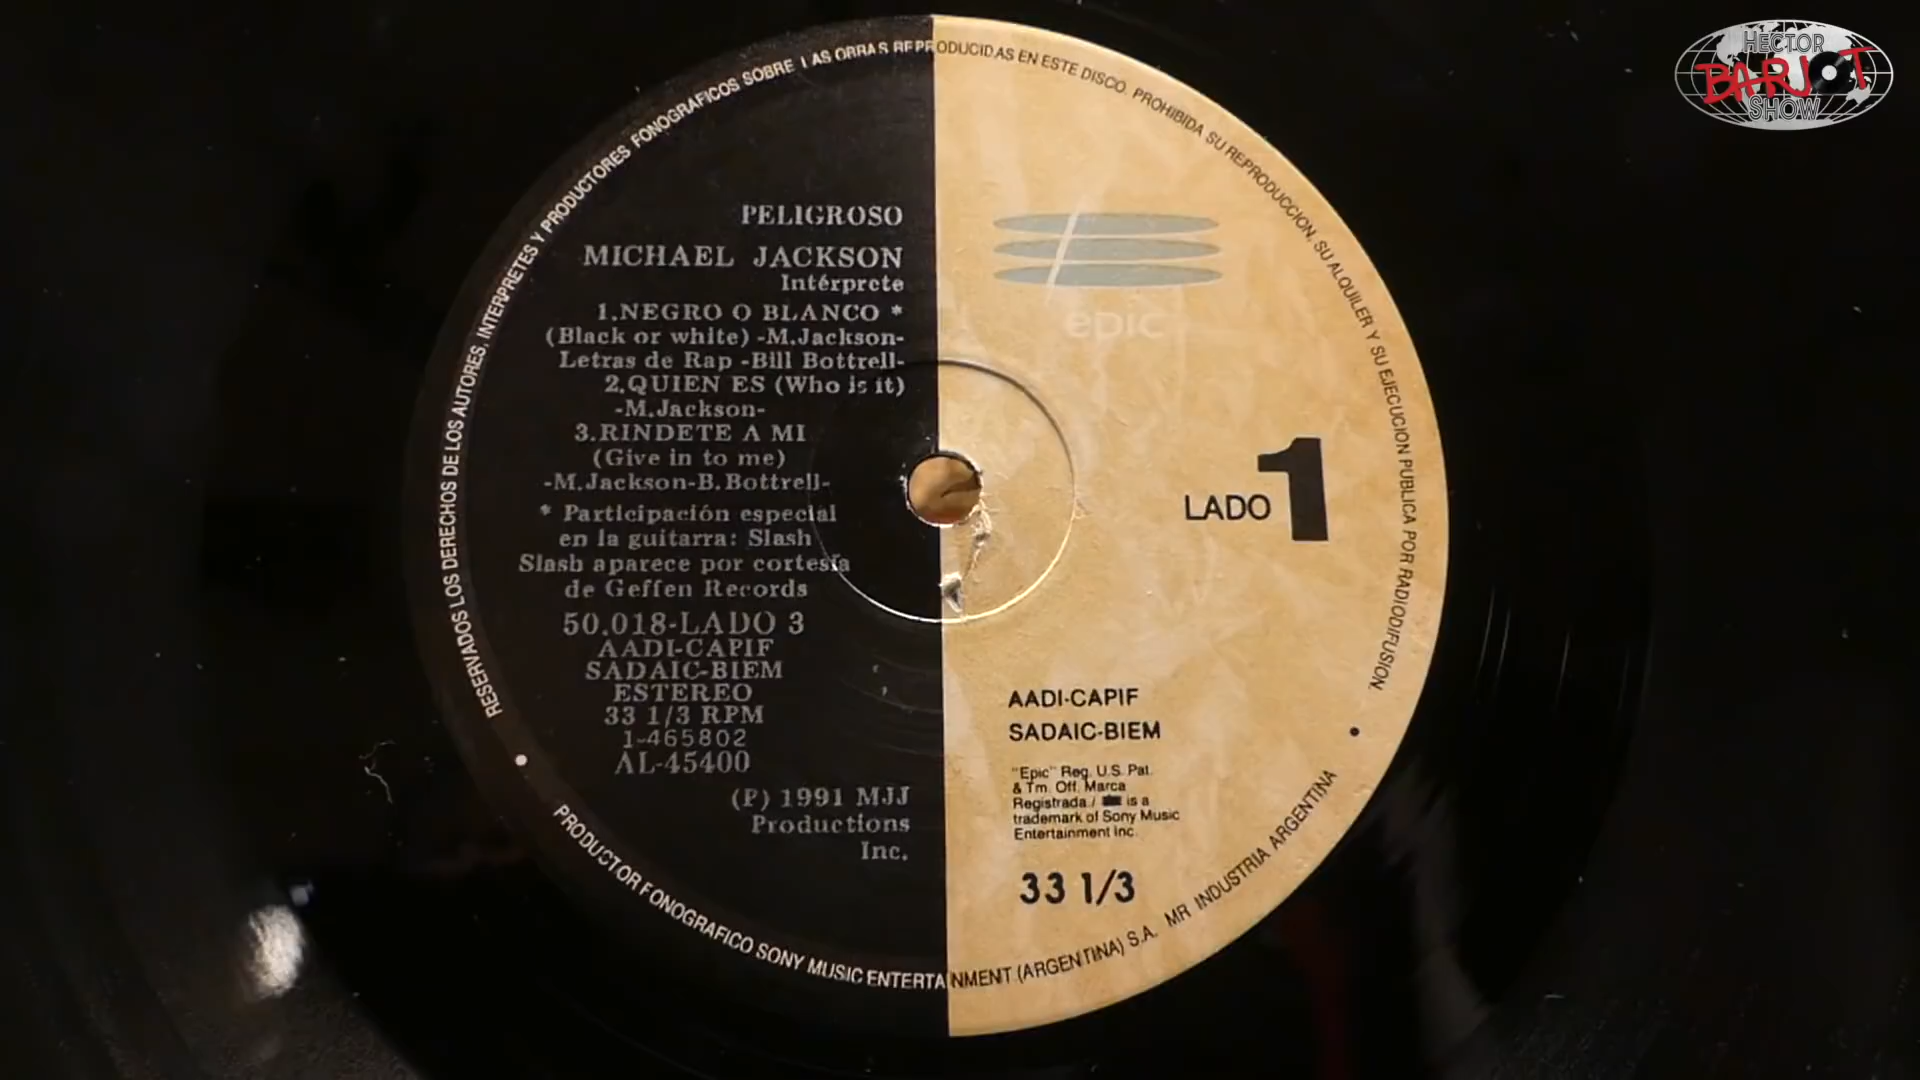 HECTOR
BARJOT
SHOW
RESERVADOS LOS DERECHOS DE LOS AUTORES, INTERPRETES Y PRODUCTORES FONOGRAFICOS SOBRE LAS OBRAS REPRODUCIDAS EN ESTE DISCO. PROHIBIDA SU REPRODUCCION, SU ALQUILER Y SU EJECUCION PUBLICA POR RADIODIFUSION.
PELIGROSO
MICHAEL JACKSON
Intérprete
1.NEGRO O BLANCO *
(Black or white) -M.Jackson-
Letras de Rap -Bill Bottrell-
2.QUIEN ES (Who is it)
-M.Jackson-
3.RINDETE A MI
(Give in to me)
-M.Jackson-B.Bottrell-
* Participación especial
en la guitarra: Slash
Slash aparece por cortesía
de Geffen Records
50.018-LADO 3
AADI-CAPIF
SADAIC-BIEM
ESTEREO
33 1/3 RPM
1-465802
AL-45400
(P) 1991 MJJ
Productions
Inc.
epic
LADO 1
AADI-CAPIF
SADAIC-BIEM
"Epic" Reg. U.S. Pat.
& Tm. Off. Marca
Registrada / is a
trademark of Sony Music
Entertainment Inc.
33 1/3
PRODUCTOR FONOGRAFICO SONY MUSIC ENTERTAINMENT (ARGENTINA) S.A. MR INDUSTRIA ARGENTINA